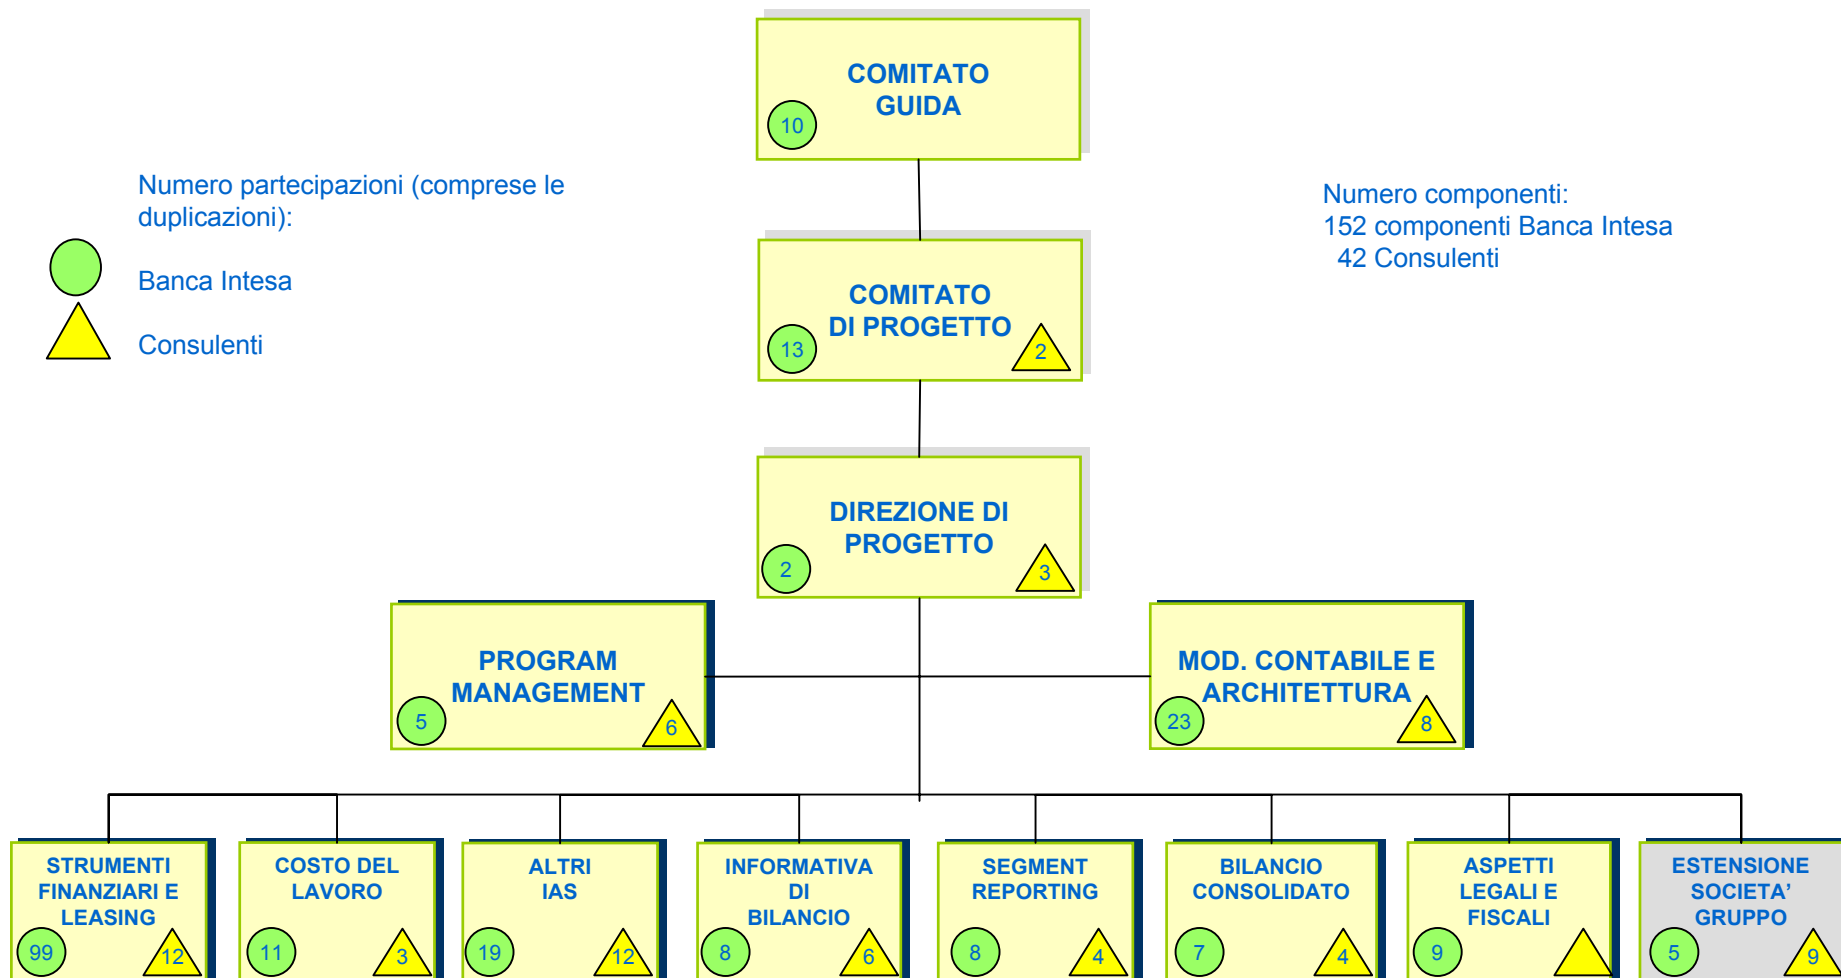 COMITATO
GUIDA
10
Numero partecipazioni (comprese le
duplicazioni):
Banca Intesa
Consulenti
Numero componenti:
152 componenti Banca Intesa
42 Consulenti
COMITATO
DI PROGETTO
13
2
DIREZIONE DI
PROGETTO
2
3
PROGRAM
MANAGEMENT
5
6
MOD. CONTABILE E
ARCHITETTURA
23
8
STRUMENTI
FINANZIARI E
LEASING
99
12
COSTO DEL
LAVORO
11
3
ALTRI
IAS
19
12
INFORMATIVA
DI
BILANCIO
8
6
SEGMENT
REPORTING
8
4
BILANCIO
CONSOLIDATO
7
4
ASPETTI
LEGALI E
FISCALI
9
ESTENSIONE
SOCIETA’
GRUPPO
5
9